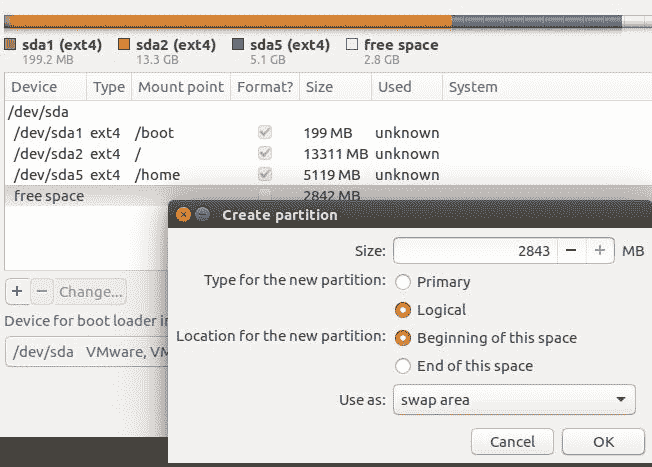 sda1 (ext4) sda2 (ext4) sda5 (ext4) free space
199.2 MB 13.3 GB 5.1 GB 2.8 GB
Device Type Mount point Format? Size Used System
/dev/sda
/dev/sda1 ext4 /boot 199 MB unknown
/dev/sda2 ext4 / 13311 MB unknown
/dev/sda5 ext4 /home 5119 MB unknown
free space 2842 MB
Create partition
Size: 2843 MB
Type for the new partition: Primary
Logical
Location for the new partition: Beginning of this space
End of this space
Use as: swap area
Cancel OK
+ − Change...
Device for boot loader in
/dev/sda VMware, VM